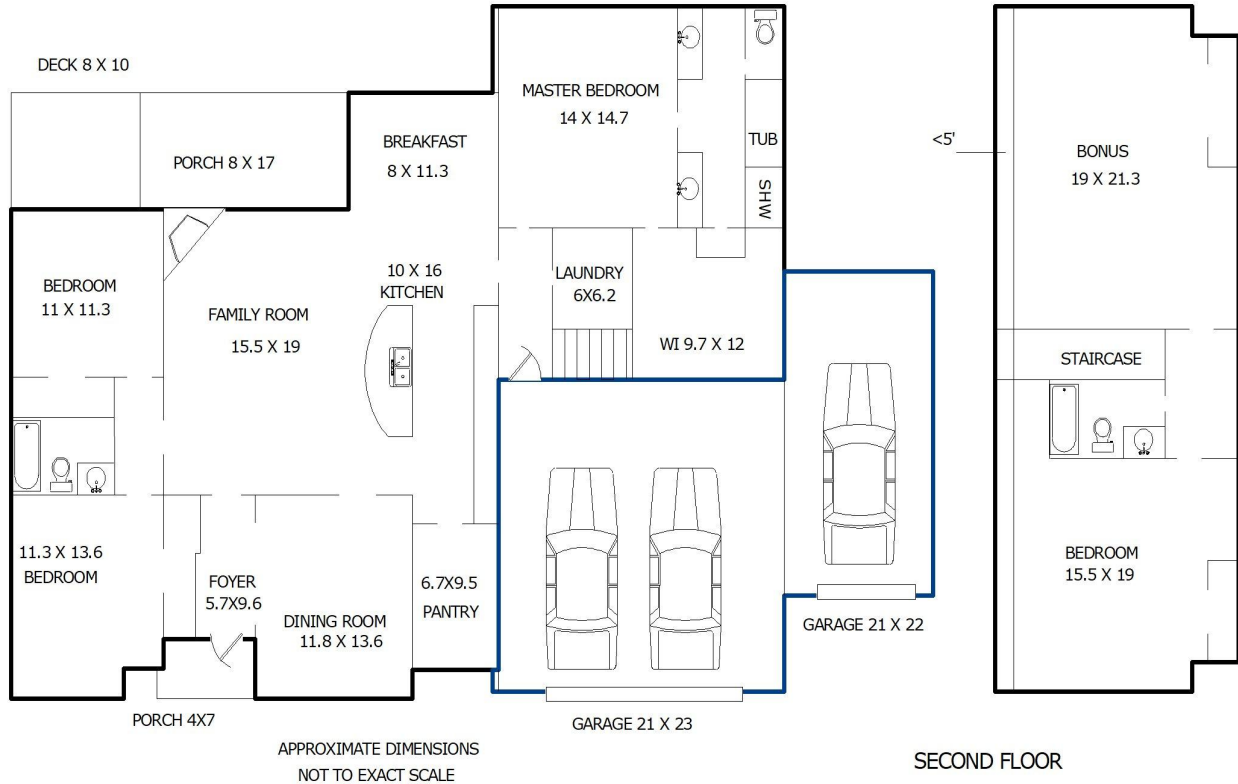 DECK 8 X 10
PORCH 8 X 17
BREAKFAST
8 X 11.3
MASTER BEDROOM
14 X 14.7
TUB
SHW
BEDROOM
11 X 11.3
FAMILY ROOM
15.5 X 19
10 X 16
KITCHEN
LAUNDRY
6X6.2
WI 9.7 X 12
11.3 X 13.6
BEDROOM
FOYER
5.7X9.6
DINING ROOM
11.8 X 13.6
6.7X9.5
PANTRY
GARAGE 21 X 22
PORCH 4X7
GARAGE 21 X 23
APPROXIMATE DIMENSIONS
NOT TO EXACT SCALE
<5'
BONUS
19 X 21.3
STAIRCASE
BEDROOM
15.5 X 19
SECOND FLOOR